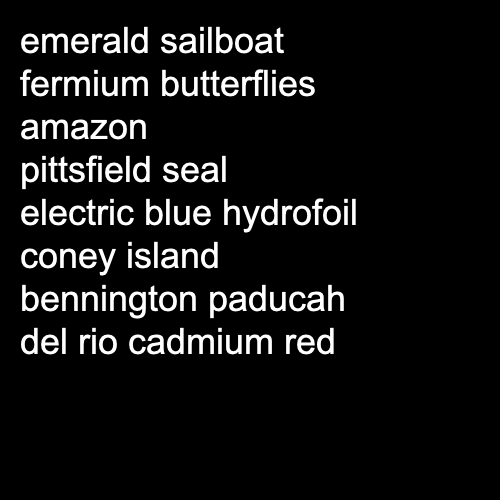 emerald sailboat
fermium butterflies
amazon
pittsfield seal
electric blue hydrofoil
coney island
bennington paducah
del rio cadmium red